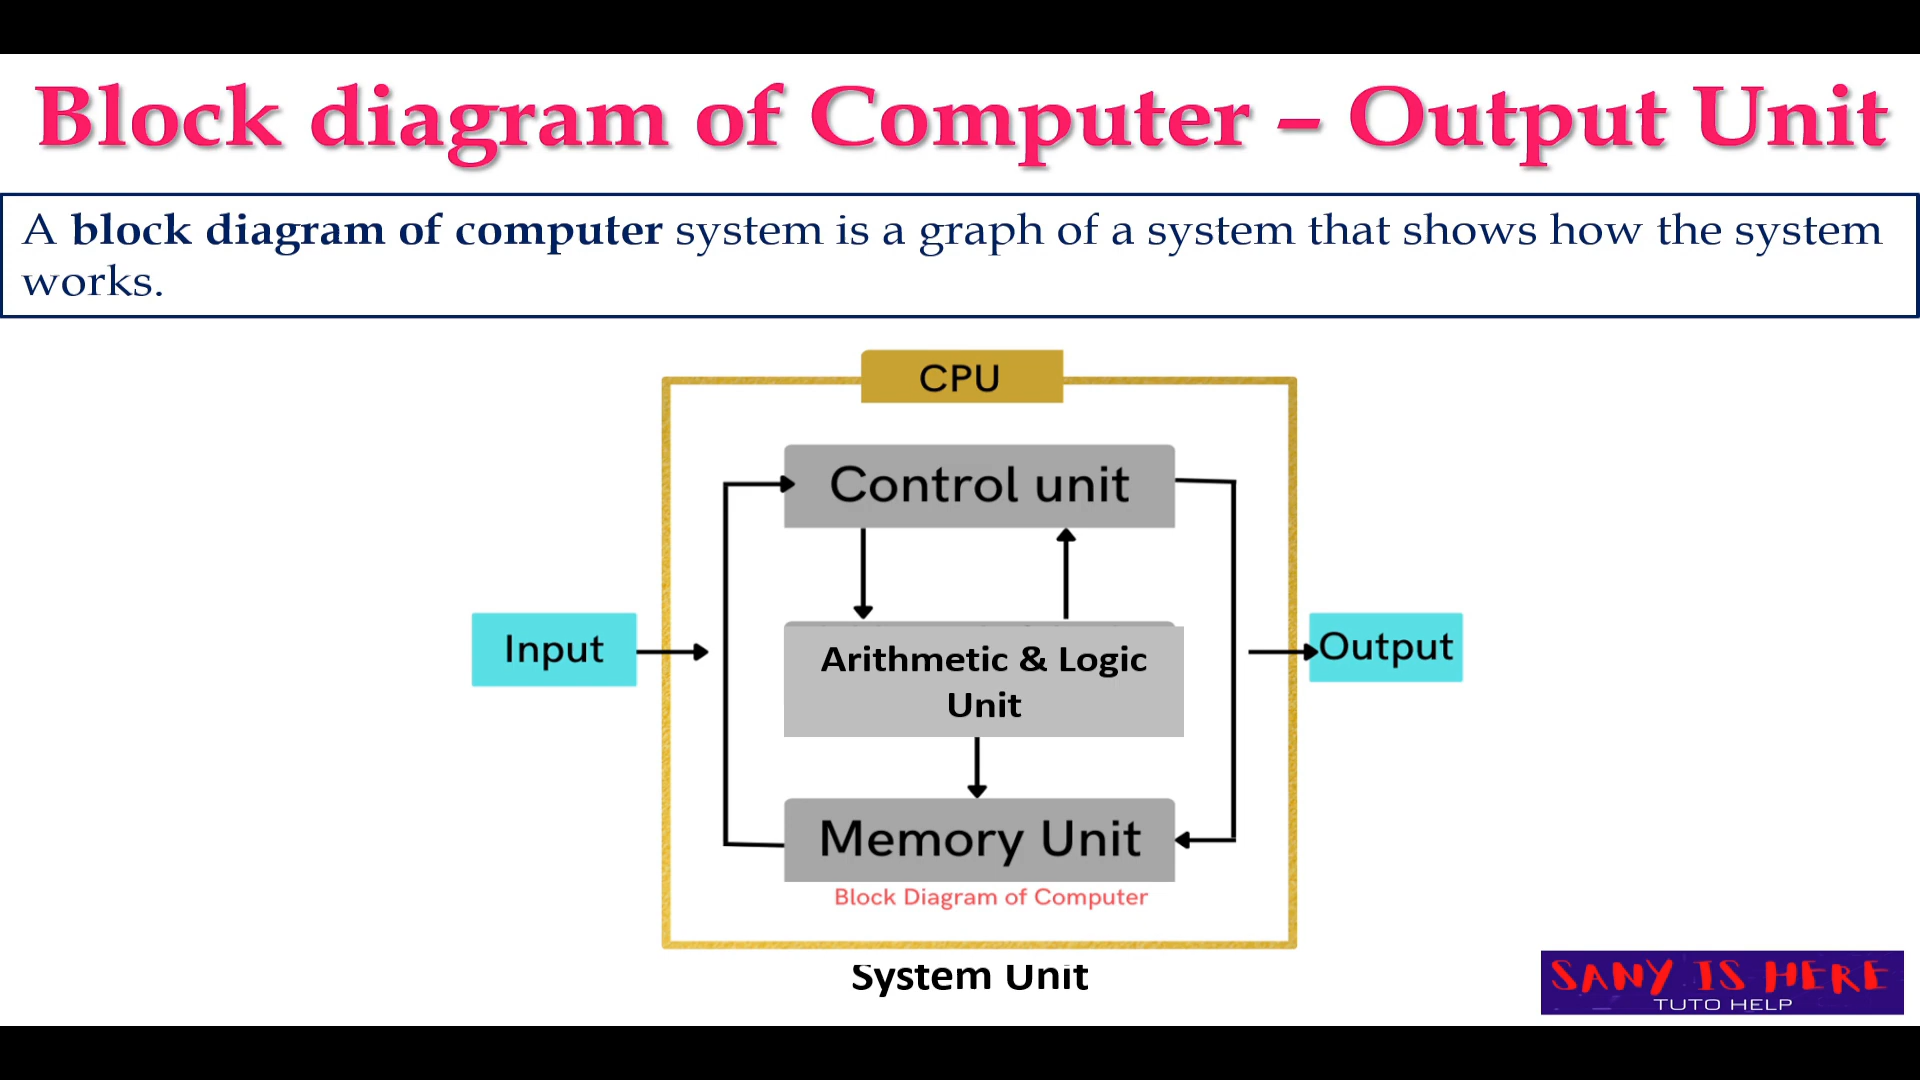 Block diagram of Computer – Output Unit
A block diagram of computer system is a graph of a system that shows how the system
works.
CPU
Control unit
Input
Arithmetic & Logic
Unit
Output
Memory Unit
Block Diagram of Computer
System Unit
SANY IS HERE
TUTO HELP